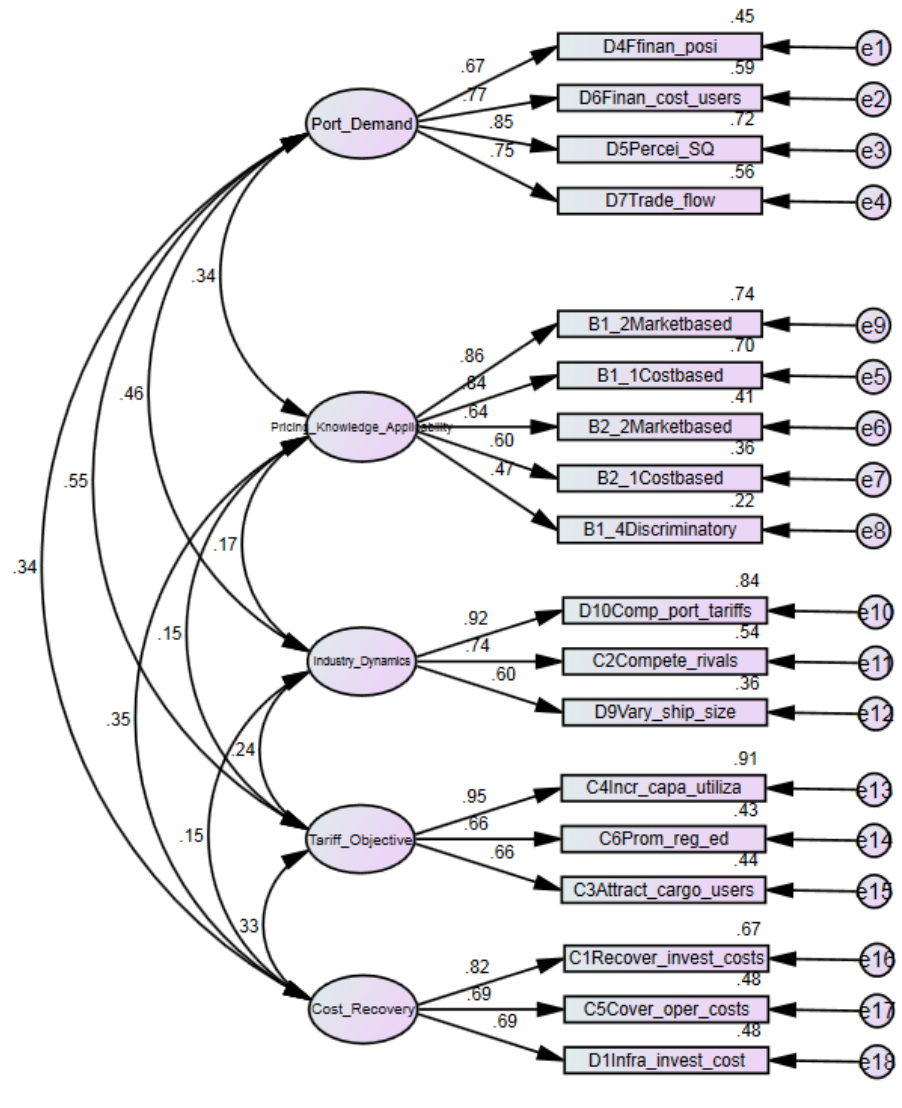 .45
D4Ffinan_posi
e1
.67
.59
.77
D6Finan_cost_users
e2
Port_Demand
.72
.85
D5Percei_SQ
e3
.56
.75
D7Trade_flow
e4
.34
.74
B1_2Marketbased
e9
.86
.70
B1_1Costbased
e5
.84
.46
.41
.64
B2_2Marketbased
e6
Pricing_Knowledge_Applicability
.36
.60
B2_1Costbased
e7
.55
.22
.47
B1_4Discriminatory
e8
.17
.34
.84
D10Comp_port_tariffs
e10
.92
.54
.15
.74
C2Compete_rivals
e11
Industry_Dynamics
.36
.60
D9Vary_ship_size
e12
.35
.24
.91
C4Incr_capa_utiliza
e13
.95
.43
.15
.66
C6Prom_reg_ed
e14
Tariff_Objective
.44
.66
C3Attract_cargo_users
e15
.33
.67
C1Recover_invest_costs
e16
.82
.48
.69
C5Cover_oper_costs
e17
Cost_Recovery
.48
.69
D1Infra_invest_cost
e18